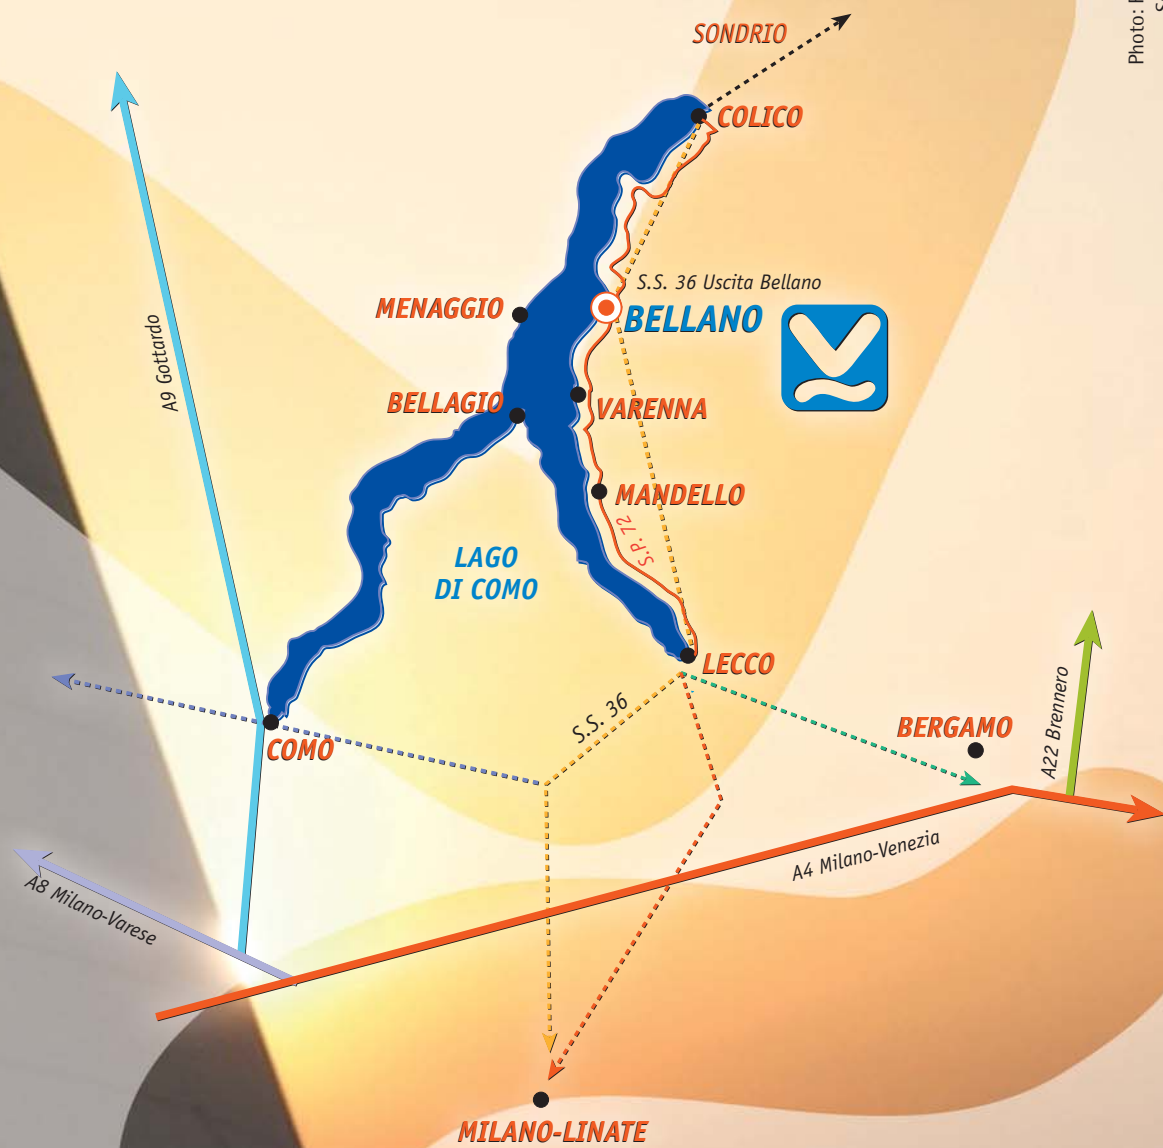 Photo:
SONDRIO
COLICO
S.S. 36 Uscita Bellano
BELLANO
MENAGGIO
A9 Gottardo
BELLAGIO
VARENNA
MANDELLO
S.P. 72
LAGO
DI COMO
LECCO
S.S. 36
BERGAMO
A22 Brennero
COMO
A4 Milano-Venezia
A8 Milano-Varese
MILANO-LINATE